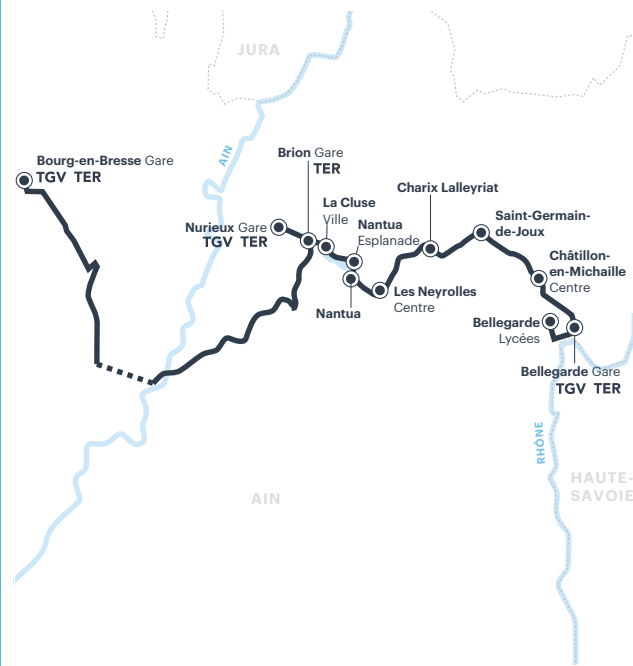 JURA
AIN
Bourg-en-Bresse Gare
TGV TER
Brion Gare
TER
Charix Lalleyriat
La Cluse
Ville
Nurieux Gare
TGV TER
Nantua
Esplanade
Saint-Germain-
de-Joux
Châtillon-
en-Michaille
Centre
Les Neyrolles
Centre
Nantua
Bellegarde
Lycées
Bellegarde Gare
TGV TER
RHÔNE
HAUTE-
SAVOIE
AIN